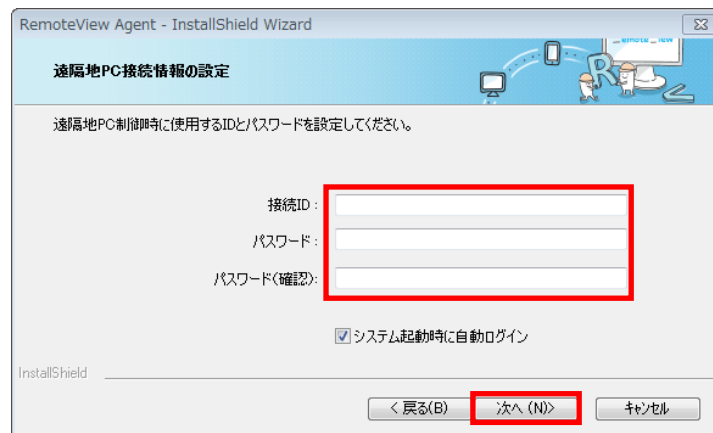 RemoteView Agent - InstallShield Wizard
遠隔地PC接続情報の設定
遠隔地PC制御時に使用するIDとパスワードを設定してください。
接続ID :
パスワード :
パスワード(確認):
システム起動時に自動ログイン
InstallShield
< 戻る(B)
次へ (N)>
キャンセル